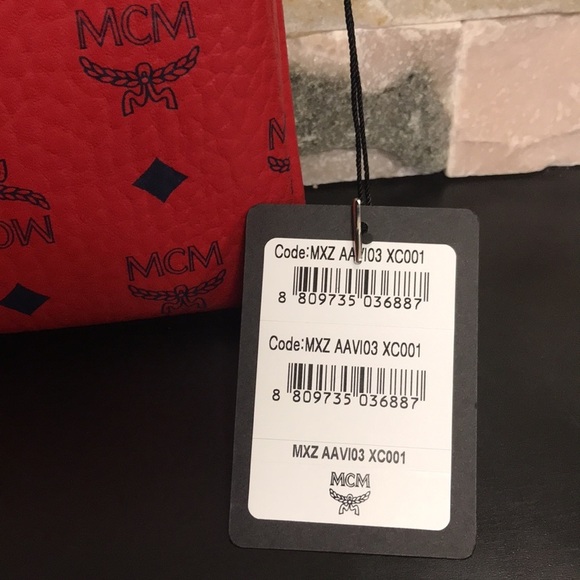 MCM
MCM
MCM
Code:MXZ AAVI03 XC001
8 809735 036887
Code:MXZ AAVI03 XC001
8 809735 036887
MXZ AAVI03 XC001
MCM